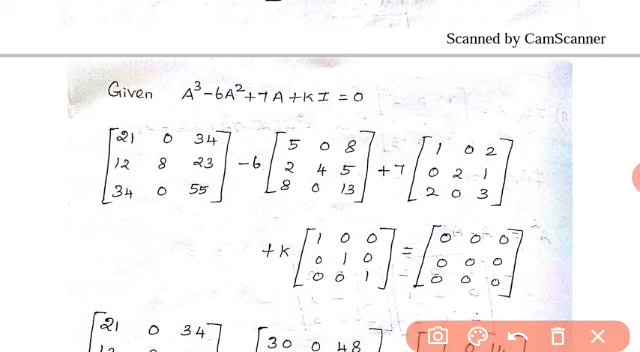 Scanned by CamScanner
Given A³-6A²+7A+KI=0
[21 0 34] [5 0 8] [1 0 2]
[12 8 23] -6 [2 4 5] +7 [0 2 1]
[34 0 55] [8 0 13] [2 0 3]
[1 0 0] [0 0 0]
+K [0 1 0] = [0 0 0]
[0 0 1] [0 0 0]
[21 0 34] [30 0 48]